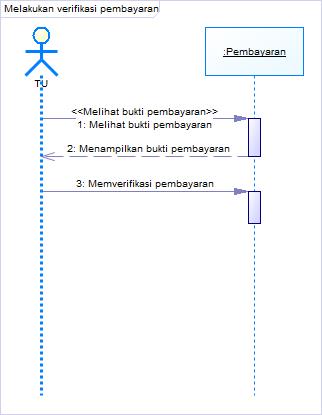 Melakukan verifikasi pembayaran
TU
:Pembayaran
<<Melihat bukti pembayaran>>
1: Melihat bukti pembayaran
2: Menampilkan bukti pembayaran
3: Memverifikasi pembayaran